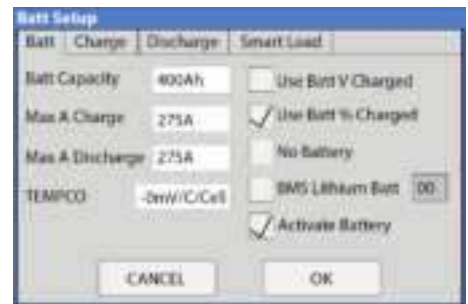 Batt Setup
Batt Charge Discharge Smart Load
Batt Capacity 400Ah Use Batt V Charged
Max A Charge 275A Use Batt % Charged
Max A Discharge 275A No Battery
TEMPCO -0mV/C/Cell BMS Lithium Batt 00
Activate Battery
CANCEL OK